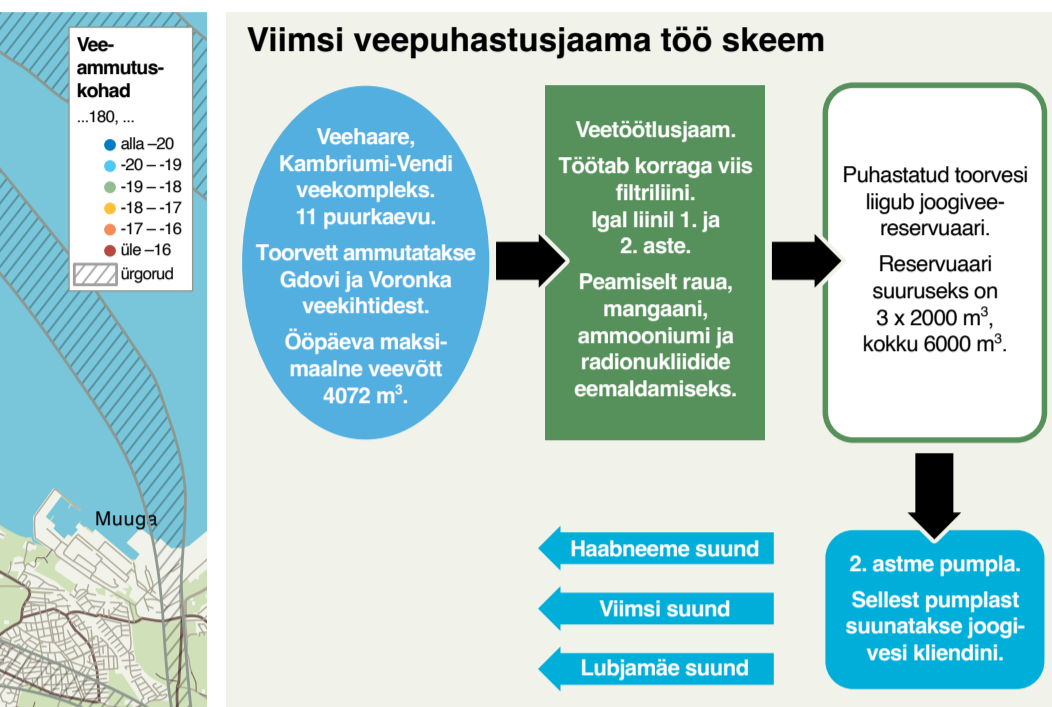 Vee-
ammutus-
kohad
...180, ...
alla –20
-20 – -19
-19 – -18
-18 – -17
-17 – -16
üle –16
ürgorud
Muuga
Viimsi veepuhastusjaama töö skeem
Veehaare,
Kambriumi-Vendi
veekompleks.
11 puurkaevu.
Toorvett ammutatakse
Gdovi ja Voronka
veekihtidest.
Ööpäeva maksi-
maalne veevõtt
4072 m³.
Veetöötlusjaam.
Töötab korraga viis
filtriliini.
Igal liinil 1. ja
2. aste.
Peamiselt raua,
mangaani,
ammooniumi ja
radionukliidide
eemaldamiseks.
Puhastatud toorvesi
liigub joogivee-
reservuaari.
Reservuaari
suuruseks on
3 x 2000 m³,
kokku 6000 m³.
2. astme pumpla.
Sellest pumplast
suunatakse joogi-
vesi kliendini.
Haabneeme suund
Viimsi suund
Lubjamäe suund